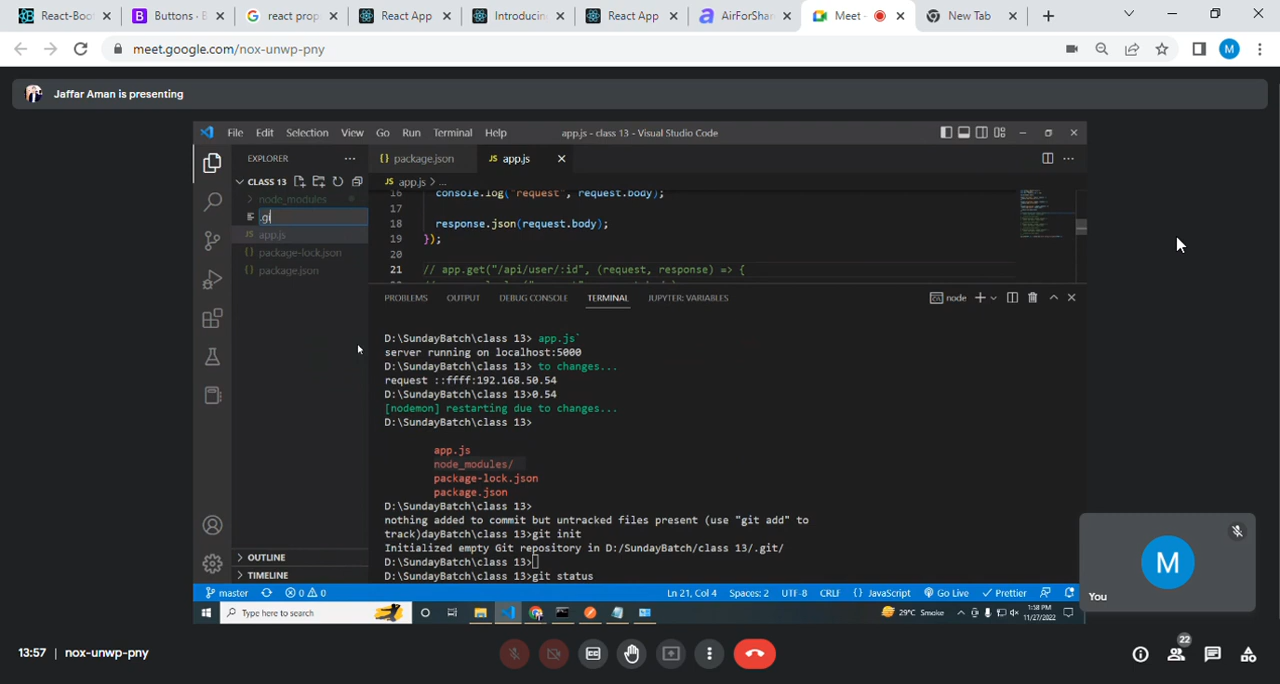 React-Boot
Buttons · B
react prop
React App
Introducin
React App
AirForShar
Meet -
New Tab
meet.google.com/nox-unwp-pny
M
Jaffar Aman is presenting
File Edit Selection View Go Run Terminal Help
app.js - class 13 - Visual Studio Code
EXPLORER
CLASS 13
node_modules
.gi
JS app.js
{} package-lock.json
{} package.json
OUTLINE
TIMELINE
{} package.json
JS app.js
JS app.js > ...
16 console.log("request", request.body);
17
18 response.json(request.body);
19 });
20
21 // app.get("/api/user/:id", (request, response) => {
PROBLEMS OUTPUT DEBUG CONSOLE TERMINAL JUPYTER: VARIABLES
node
D:\SundayBatch\class 13> app.js`
server running on localhost:5000
D:\SundayBatch\class 13> to changes...
request ::ffff:192.168.50.54
D:\SundayBatch\class 13>0.54
[nodemon] restarting due to changes...
D:\SundayBatch\class 13>
app.js
node_modules/
package-lock.json
package.json
D:\SundayBatch\class 13>
nothing added to commit but untracked files present (use "git add" to
track)dayBatch\class 13>git init
Initialized empty Git repository in D:/SundayBatch/class 13/.git/
D:\SundayBatch\class 13>
D:\SundayBatch\class 13>git status
master
0 0
Ln 21, Col 4 Spaces: 2 UTF-8 CRLF {} JavaScript Go Live Prettier
Type here to search
29°C Smoke
1:58 PM
11/27/2022
M
You
13:57 | nox-unwp-pny
22